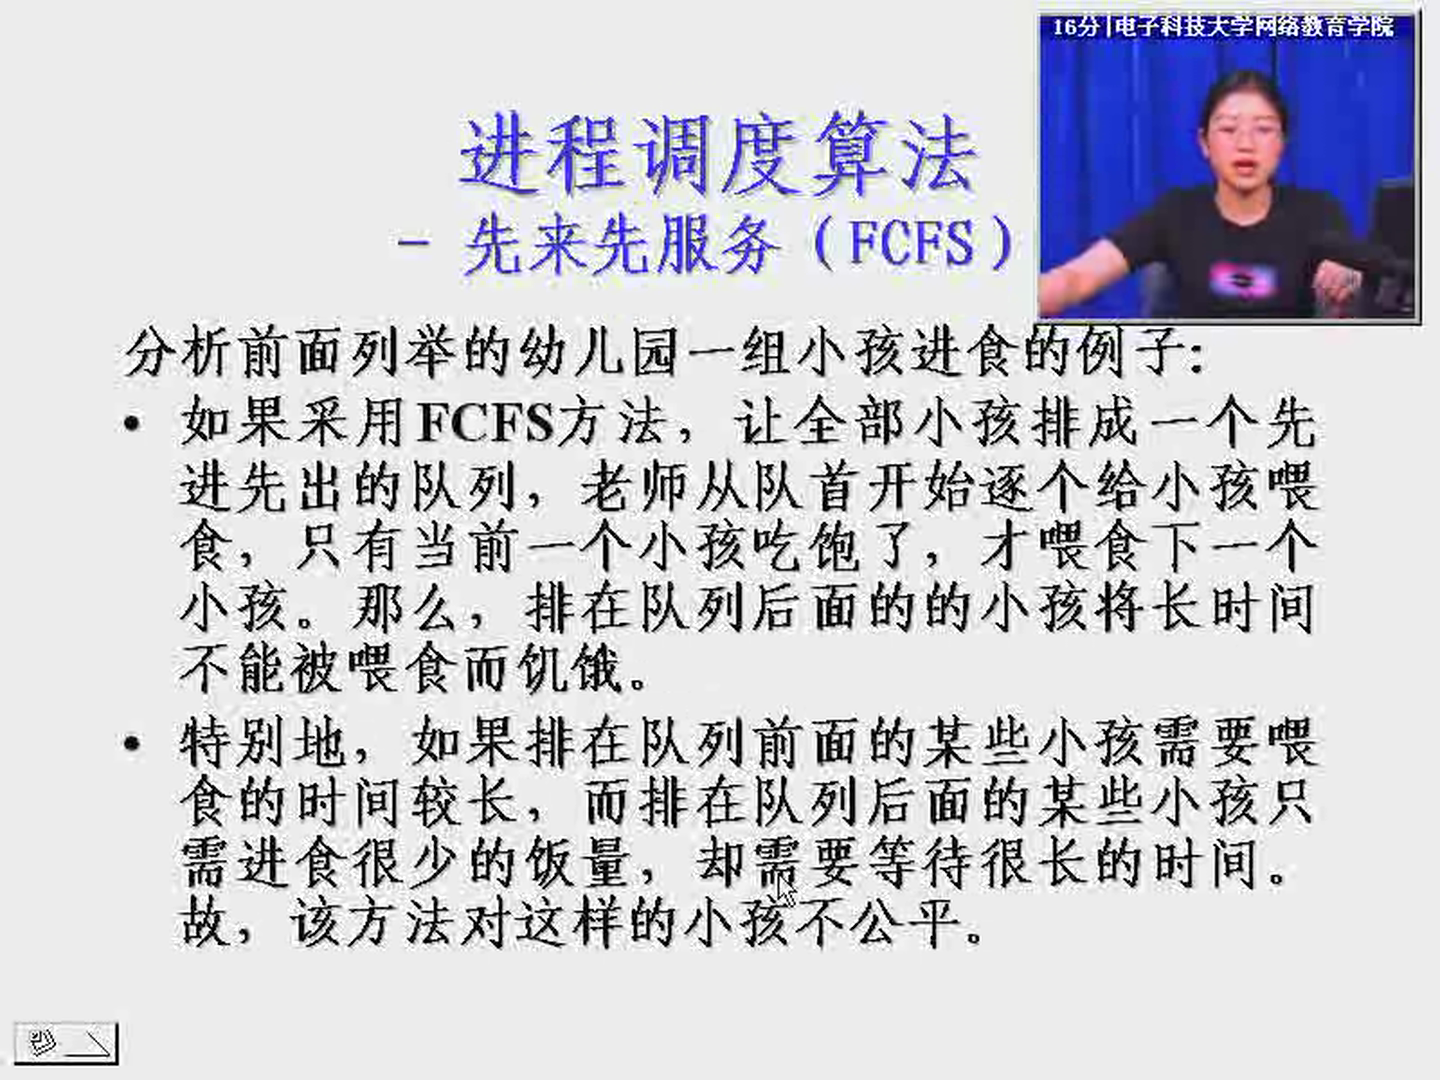 16分|电子科技大学网络教育学院
进程调度算法
- 先来先服务（FCFS）
分析前面列举的幼儿园一组小孩进食的例子：
• 如果采用FCFS方法，让全部小孩排成一个先
进先出的队列，老师从队首开始逐个给小孩喂
食，只有当前一个小孩吃饱了，才喂食下一个
小孩。那么，排在队列后面的的小孩将长时间
不能被喂食而饥饿。
• 特别地，如果排在队列前面的某些小孩需要喂
食的时间较长，而排在队列后面的某些小孩只
需进食很少的饭量，却需要等待很长的时间。
故，该方法对这样的小孩不公平。